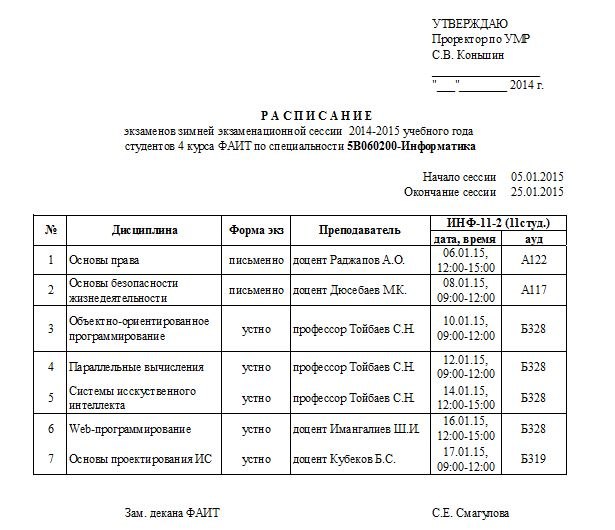 УТВЕРЖДАЮ
Проректор по УМР
С.В. Коньшин
"___"________ 2014 г.
Р А С П И С А Н И Е
экзаменов зимней экзаменационной сессии 2014-2015 учебного года
студентов 4 курса ФАИТ по специальности 5В060200-Информатика
Начало сессии 05.01.2015
Окончание сессии 25.01.2015
№ Дисциплина Форма экз Преподаватель ИНФ-11-2 (11студ.)
дата, время ауд
1 Основы права письменно доцент Раджапов А.О. 06.01.15, 12:00-15:00 А122
2 Основы безопасности жизнедеятельности письменно доцент Дюсебаев М.К. 08.01.15, 09:00-12:00 А117
3 Объектно-ориентированное программирование устно профессор Тойбаев С.Н. 10.01.15, 09:00-12:00 Б328
4 Параллельные вычисления устно профессор Тойбаев С.Н. 12.01.15, 09:00-12:00 Б328
5 Системы исскуственного интеллекта устно профессор Тойбаев С.Н. 14.01.15, 12:00-15:00 Б328
6 Web-программирование устно доцент Имангалиев Ш.И. 16.01.15, 12:00-15:00 Б328
7 Основы проектирования ИС устно доцент Кубеков Б.С. 17.01.15, 09:00-12:00 Б319
Зам. декана ФАИТ С.Е. Смагулова